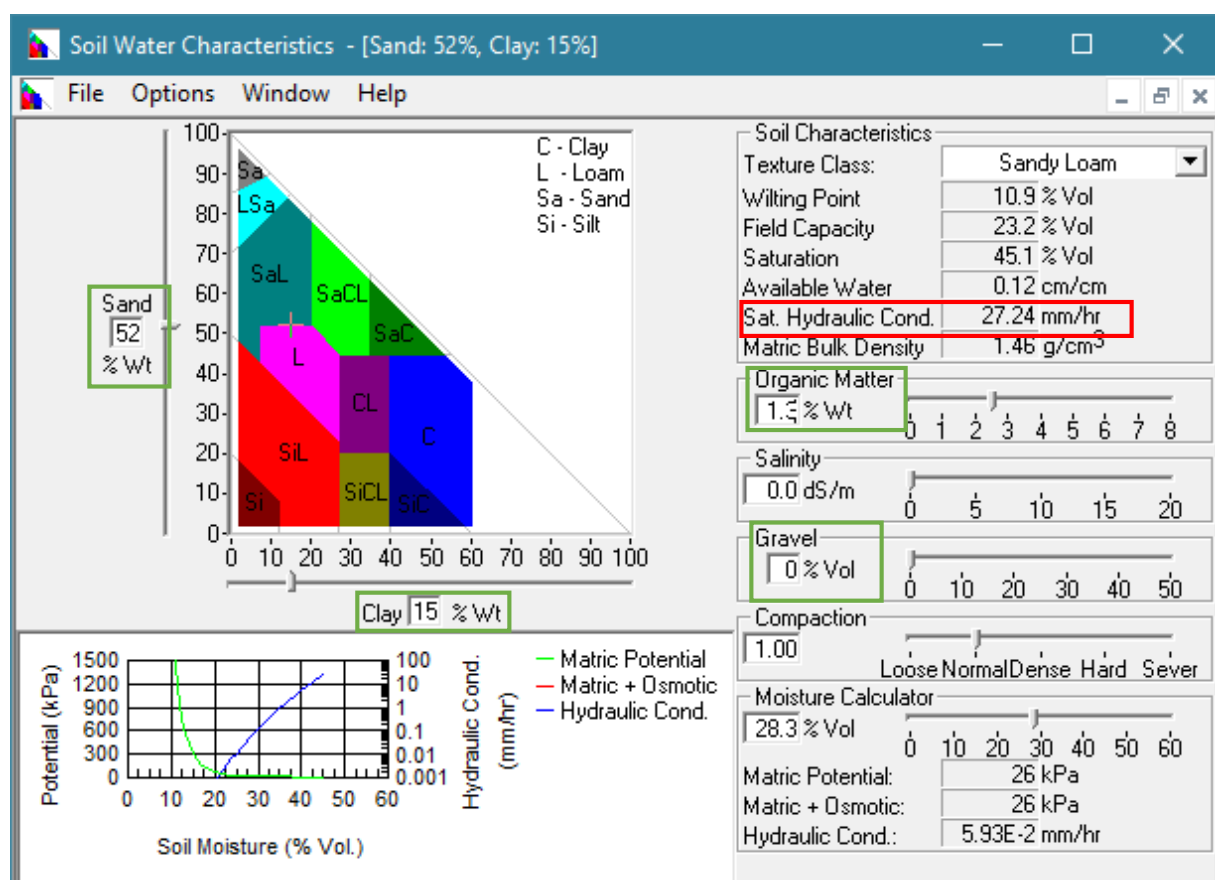 Soil Water Characteristics - [Sand: 52%, Clay: 15%]
File Options Window Help
C - Clay
L - Loam
Sa - Sand
Si - Silt
100
90
80
70
60
50
40
30
20
10
0
Sa
LSa
SaL
SaCL
SaC
L
CL
C
SiL
Si
SiCL
SiC
0 10 20 30 40 50 60 70 80 90 100
Sand
52
% Wt
Clay 15 % Wt
Soil Characteristics
Texture Class: Sandy Loam
Wilting Point 10.9 % Vol
Field Capacity 23.2 % Vol
Saturation 45.1 % Vol
Available Water 0.12 cm/cm
Sat. Hydraulic Cond. 27.24 mm/hr
Matric Bulk Density 1.46 g/cm3
Organic Matter
% Wt
0 1 2 3 4 5 6 7 8
Salinity
0.0 dS/m
0 5 10 15 20
Gravel
0 % Vol
0 10 20 30 40 50
Compaction
1.00
Loose Normal Dense Hard Sever
Moisture Calculator
28.3 % Vol
0 10 20 30 40 50 60
Matric Potential: 26 kPa
Matric + Osmotic: 26 kPa
Hydraulic Cond.: 5.93E-2 mm/hr
Potential (kPa)
1500
1200
900
600
300
0
0 10 20 30 40 50 60
Soil Moisture (% Vol.)
100
10
1
0.1
0.01
0.001
Hydraulic Cond.
(mm/hr)
Matric Potential
Matric + Osmotic
Hydraulic Cond.